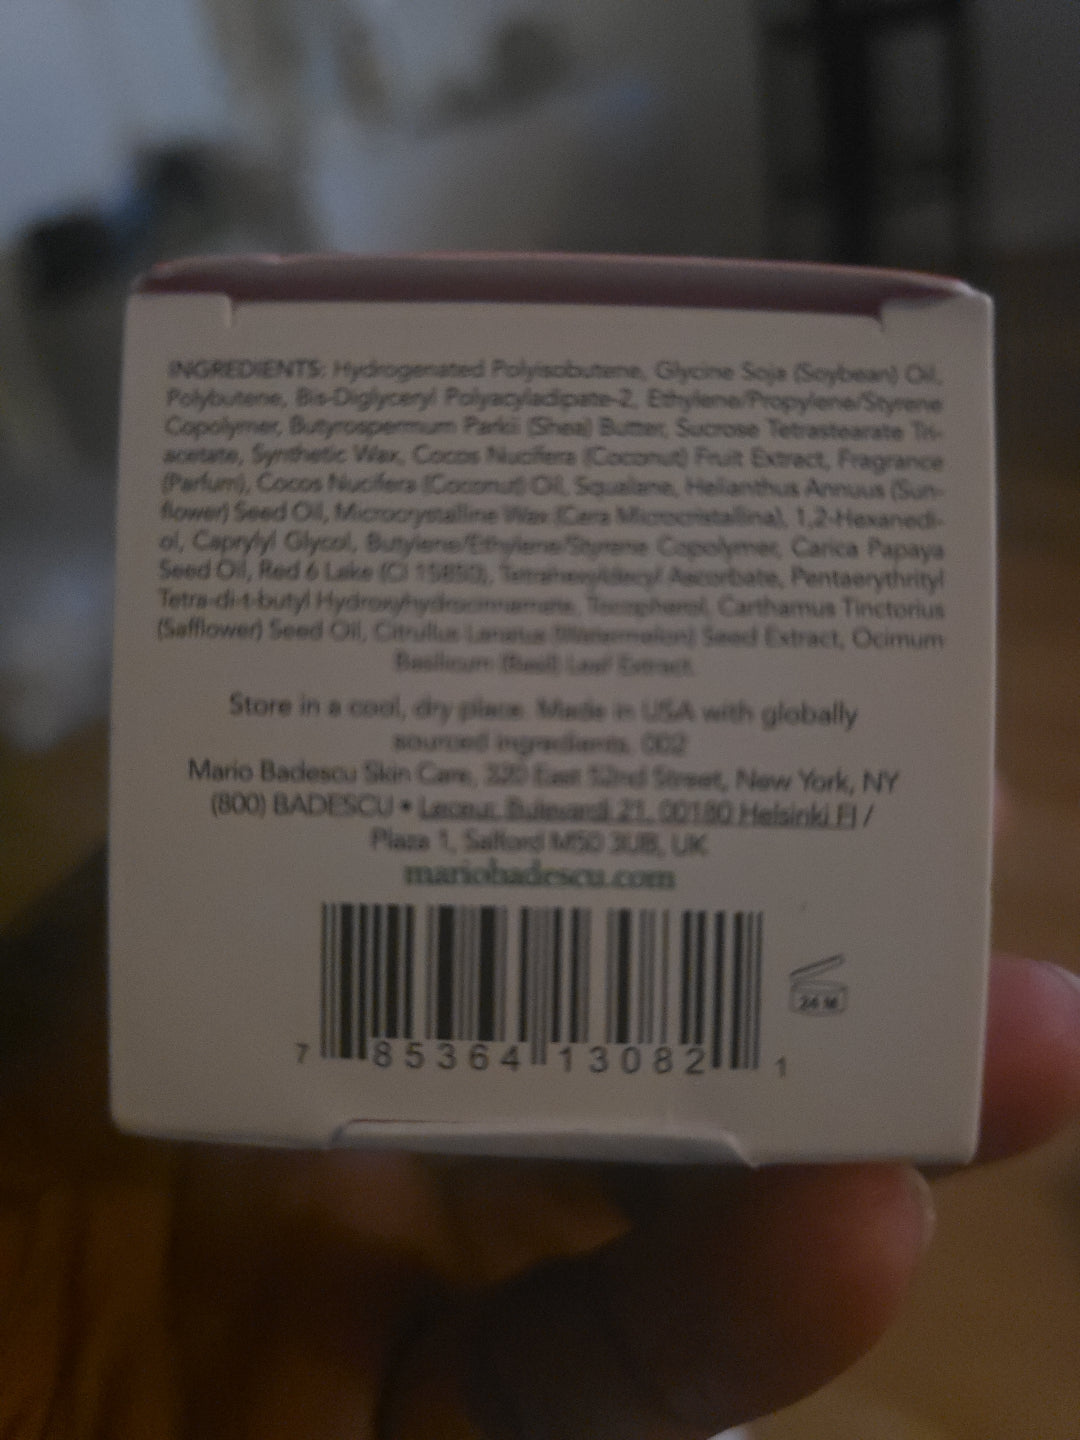 INGREDIENTS: Hydrogenated Polyisobutene, Glycine Soja (Soybean) Oil,
Polybutene, Bis-Diglyceryl Polyacyladipate-2, Ethylene/Propylene/Styrene
Copolymer, Butyrospermum Parkii (Shea) Butter, Sucrose Tetrastearate Tri-
acetate, Synthetic Wax, Cocos Nucifera (Coconut) Fruit Extract, Fragrance
(Parfum), Cocos Nucifera (Coconut) Oil, Squalane, Helianthus Annuus (Sun-
flower) Seed Oil, Microcrystalline Wax (Cera Microcristallina), 1,2-Hexanedi-
ol, Caprylyl Glycol, Butylene/Ethylene/Styrene Copolymer, Carica Papaya
Seed Oil, Red 6 Lake (CI 15850), Tetrahexyldecyl Ascorbate, Pentaerythrityl
Tetra-di-t-butyl Hydroxyhydrocinnamate, Tocopherol, Carthamus Tinctorius
(Safflower) Seed Oil, Citrullus Lanatus (Watermelon) Seed Extract, Ocimum
Basilicum (Basil) Leaf Extract.
Store in a cool, dry place. Made in USA with globally
sourced ingredients. 002
Mario Badescu Skin Care, 320 East 52nd Street, New York, NY
(800) BADESCU • 21, 00180 Helsinki FI /
Plaza 1, Salford M50 3UB, UK
mariobadescu.com
24 M
7 85364 13082 1